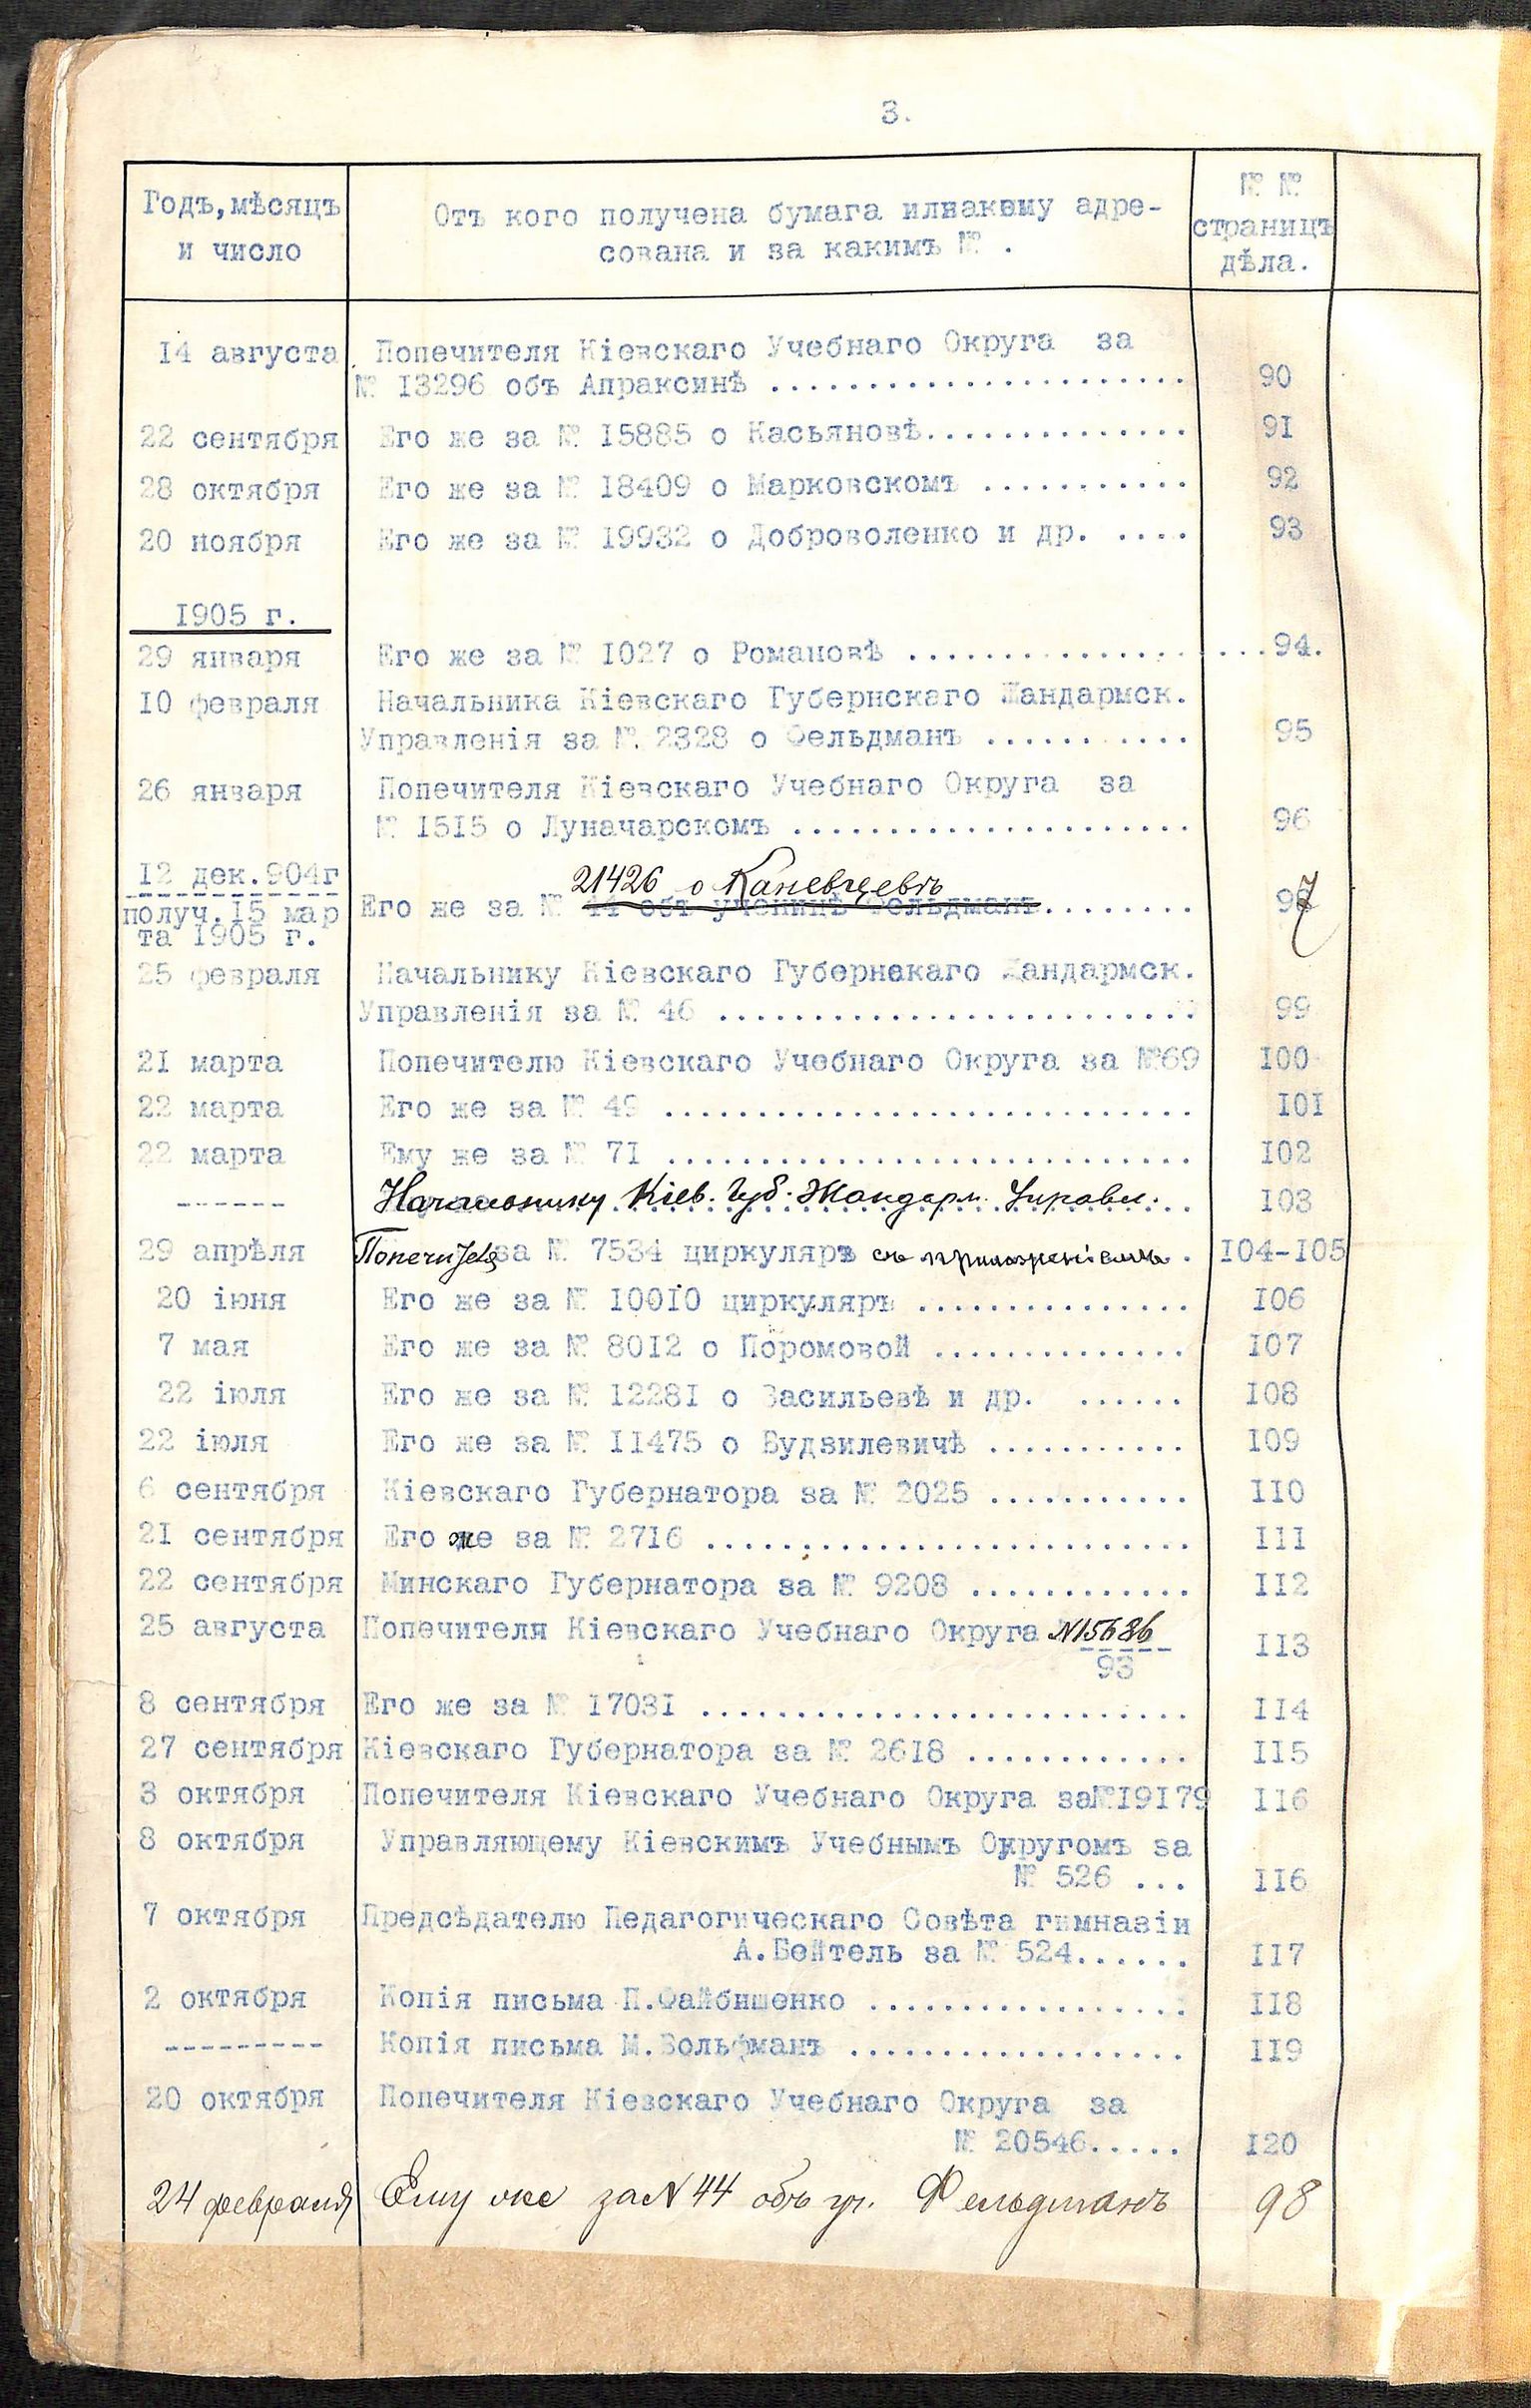 3.
Годъ,мѣсяцъ
и число
Отъ кого получена бумага или какому адре-
сована и за какимъ № .
№ №
страницъ
дѣла.
14 августа Попечителя Кіевскаго Учебнаго Округа за
№ 13296 объ Апраксинѣ ...................... 90
22 сентября Его же за № 15885 о Касьяновѣ.............. 91
28 октября Его же за № 18409 о Марковскомъ ........... 92
20 ноября Его же за № 19932 о Доброволенко и др. .... 93
1905 г.
29 января Его же за № 1027 о Романовѣ .................. 94.
10 февраля Начальника Кіевскаго Губернскаго Жандармск.
Управленія за № 2328 о Фельдманъ ........... 95
26 января Попечителя Кіевскаго Учебнаго Округа за
№ 1515 о Луначарскомъ ..................... 96
12 дек.904г
21426 о Каневцевъ
получ.15 мар Его же за № 44 объ ученицѣ Фельдманъ........ 97
та 1905 г.
25 февраля Начальнику Кіевскаго Губернскаго Жандармск.
Управленія за № 46 ......................... 99
21 марта Попечителю Кіевскаго Учебнаго Округа за №69 100
22 марта Его же за № 49 ............................ 101
22 марта Ему же за № 71 ............................ 102
------ Начальнику Кіев. Губ. Жандарм. Управл. 103
29 апрѣля Попечителя за № 7534 циркуляръ съ приложеніемъ . 104-105
20 іюня Его же за № 10010 циркуляръ ............... 106
7 мая Его же за № 8012 о Поромовой .............. 107
22 іюля Его же за № 12281 о Васильевѣ и др. ...... 108
22 іюля Его же за № 11475 о Будзилевичѣ ........... 109
6 сентября Кіевскаго Губернатора за № 2025 ........... 110
21 сентября Его же за № 2716 .......................... 111
22 сентября Минскаго Губернатора за № 9208 ............ 112
25 августа Попечителя Кіевскаго Учебнаго Округа №15686 113
93
8 сентября Его же за № 17031 .......................... 114
27 сентября Кіевскаго Губернатора за № 2618 ............ 115
3 октября Попечителя Кіевскаго Учебнаго Округа за№19179 116
8 октября Управляющему Кіевскимъ Учебнымъ Округомъ за
№ 526 ... 116
7 октября Предсѣдателю Педагогическаго Совѣта гимназіи
А.Бейтель за № 524...... 117
2 октября Копія письма П.Файбишенко ................. 118
--------- Копія письма М.Вольфманъ .................. 119
20 октября Попечителя Кіевскаго Учебнаго Округа за
№ 20546..... 120
24 февраля Ему же за N 44 объ уч. Фельдманъ 98